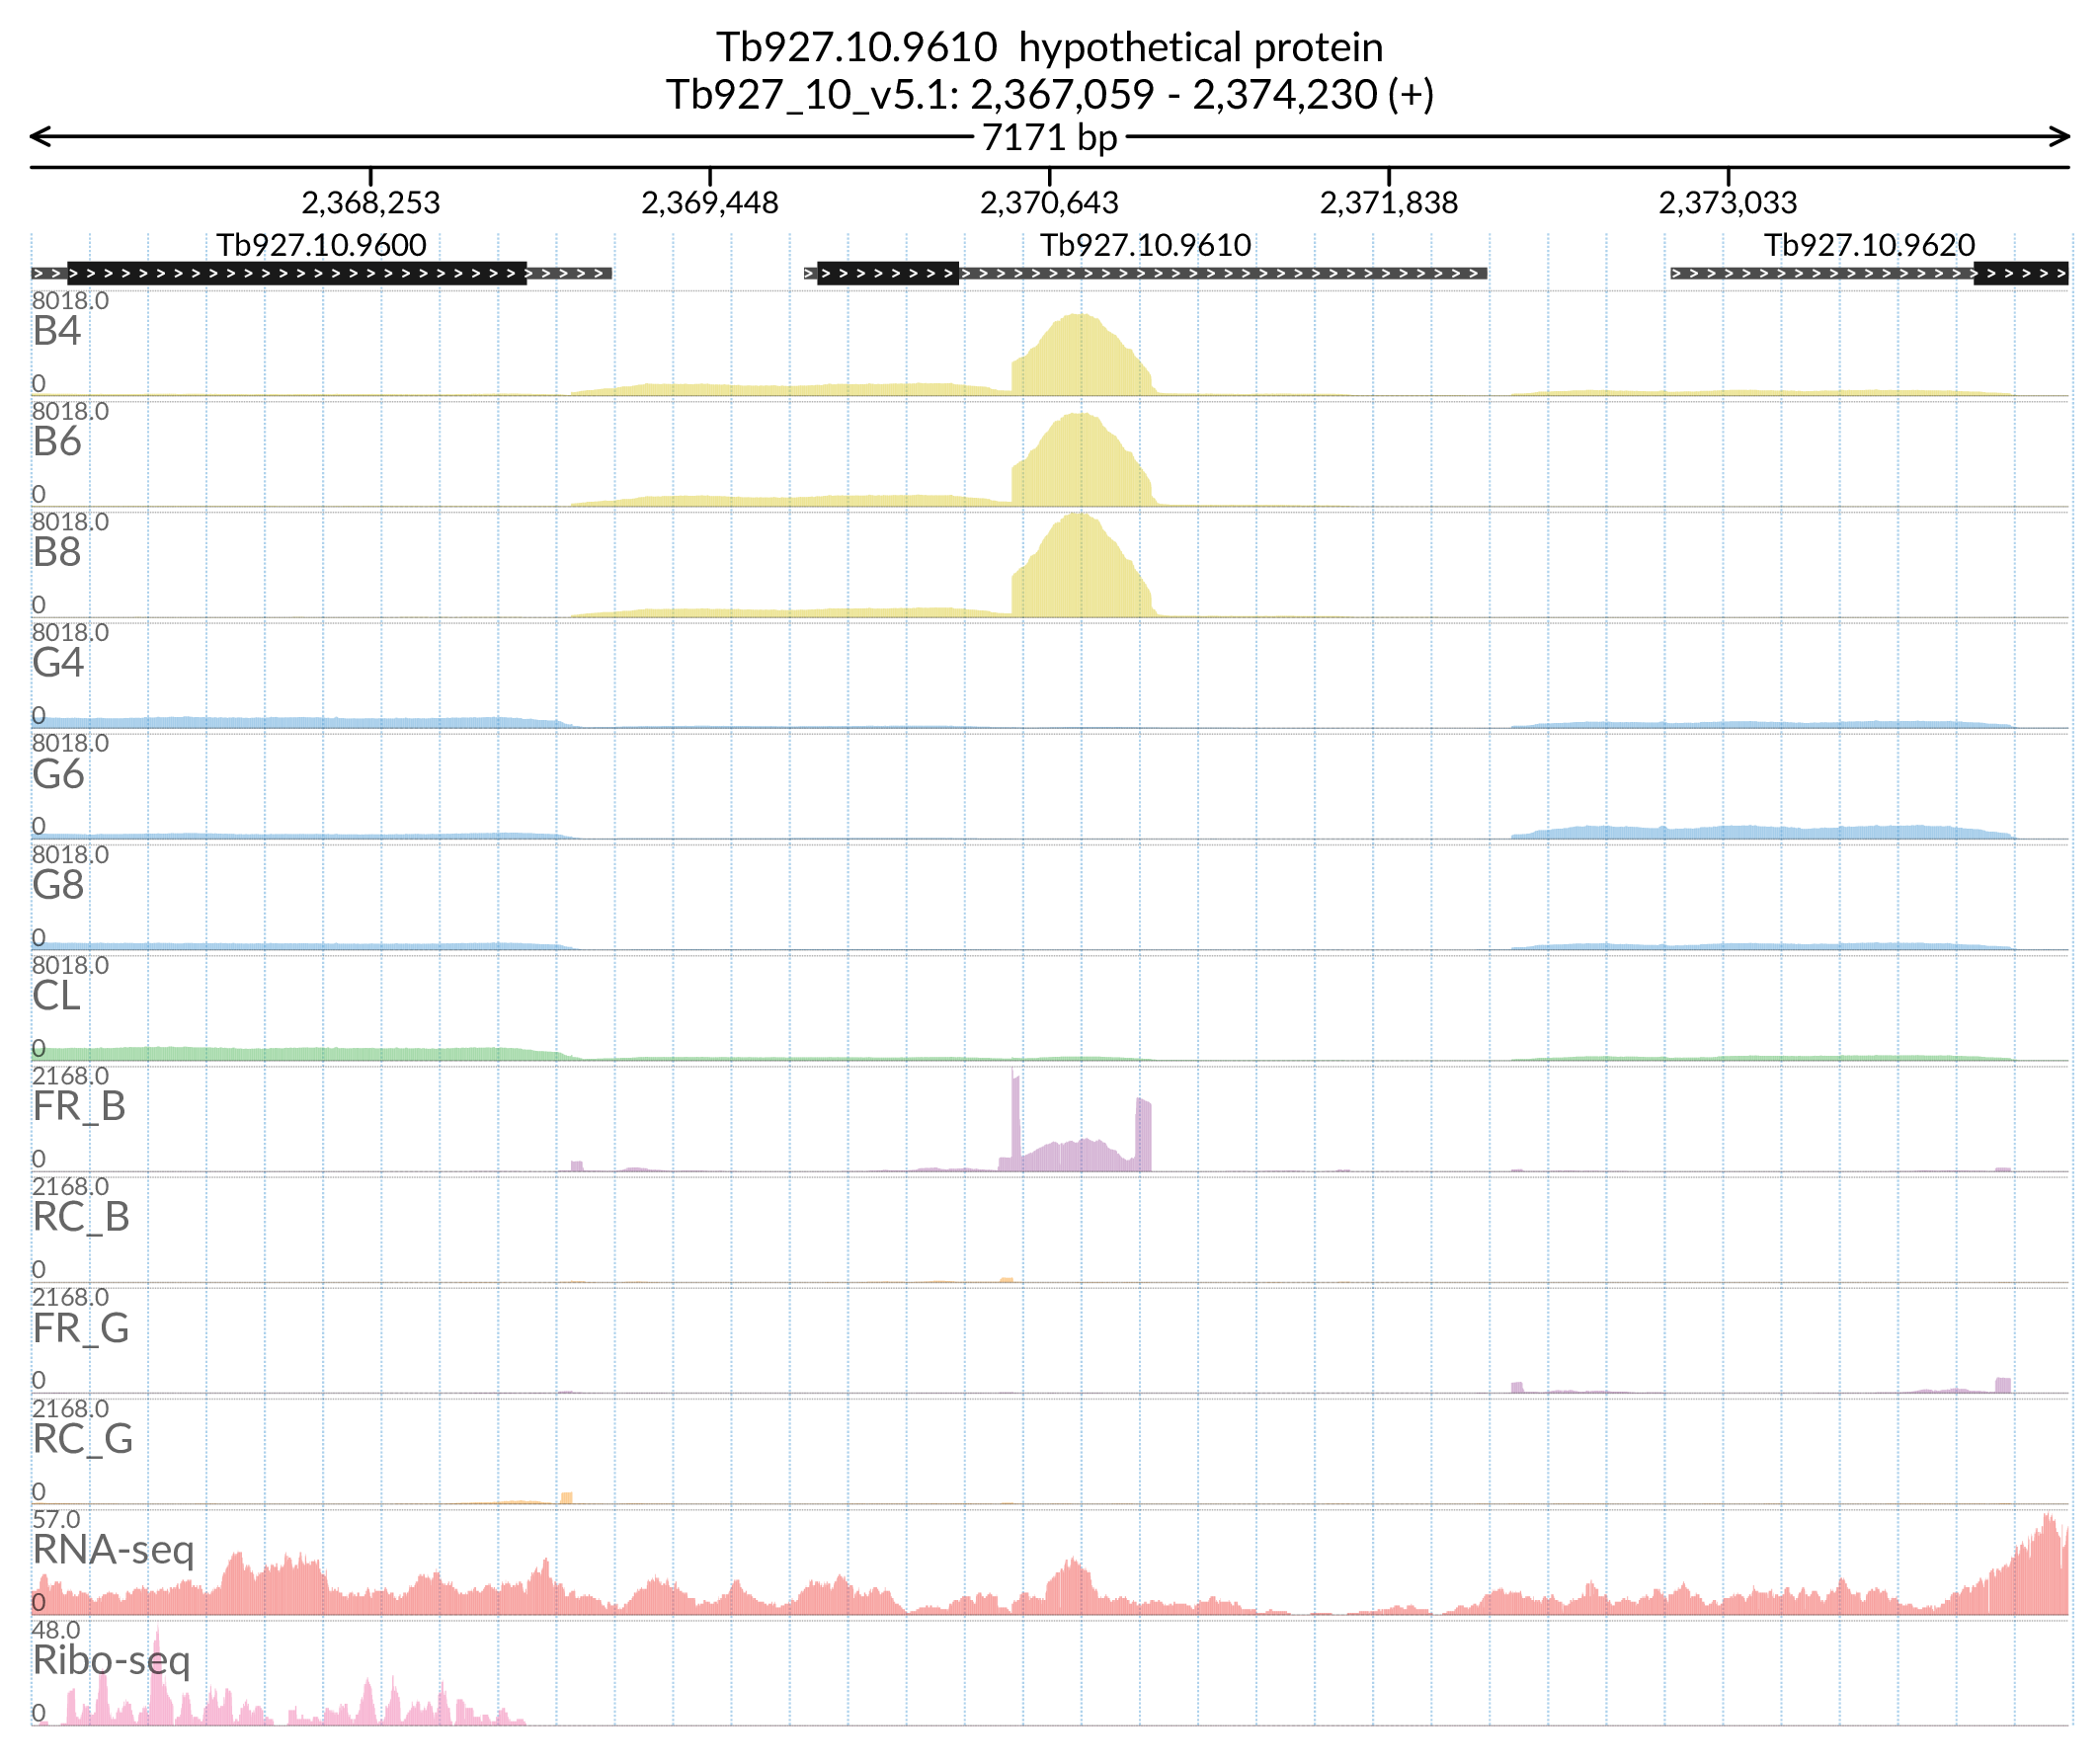 Tb927.10.9610  hypothetical protein
Tb927_10_v5.1: 2,367,059 - 2,374,230 (+)
7171 bp
2,368,253 2,369,448 2,370,643 2,371,838 2,373,033
Tb927.10.9600 Tb927.10.9610 Tb927.10.9620
8018.0
B4
0
8018.0
B6
0
8018.0
B8
0
8018.0
G4
0
8018.0
G6
0
8018.0
G8
0
8018.0
CL
0
2168.0
FR_B
0
2168.0
RC_B
0
2168.0
FR_G
0
2168.0
RC_G
0
57.0
RNA-seq
0
48.0
Ribo-seq
0